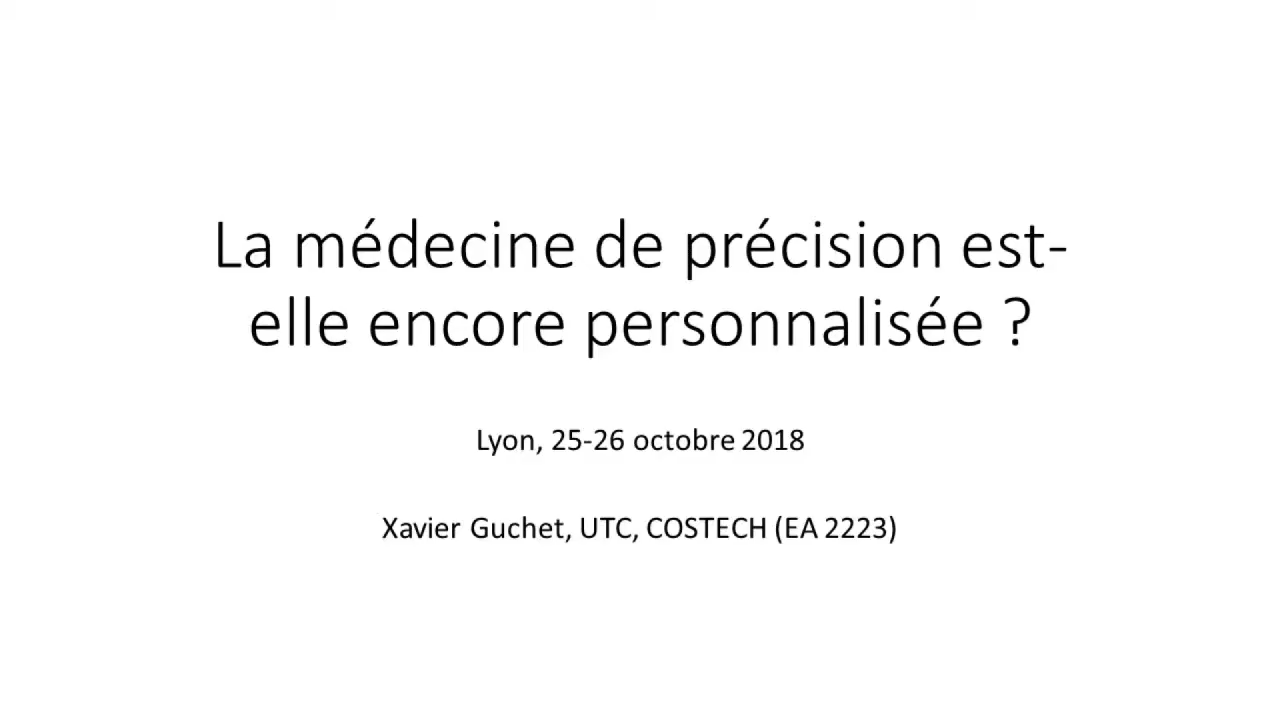 La médecine de précision est-
elle encore personnalisée ?
Lyon, 25-26 octobre 2018
Xavier Guchet, UTC, COSTECH (EA 2223)